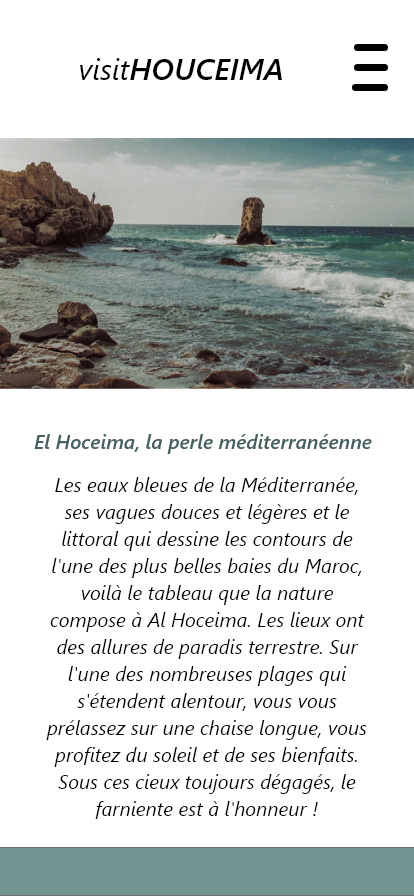 visitHOUCEIMA
El Hoceima, la perle méditerranéenne
Les eaux bleues de la Méditerranée,
ses vagues douces et légères et le
littoral qui dessine les contours de
l'une des plus belles baies du Maroc,
voilà le tableau que la nature
compose à Al Hoceima. Les lieux ont
des allures de paradis terrestre. Sur
l'une des nombreuses plages qui
s'étendent alentour, vous vous
prélassez sur une chaise longue, vous
profitez du soleil et de ses bienfaits.
Sous ces cieux toujours dégagés, le
farniente est à l'honneur !